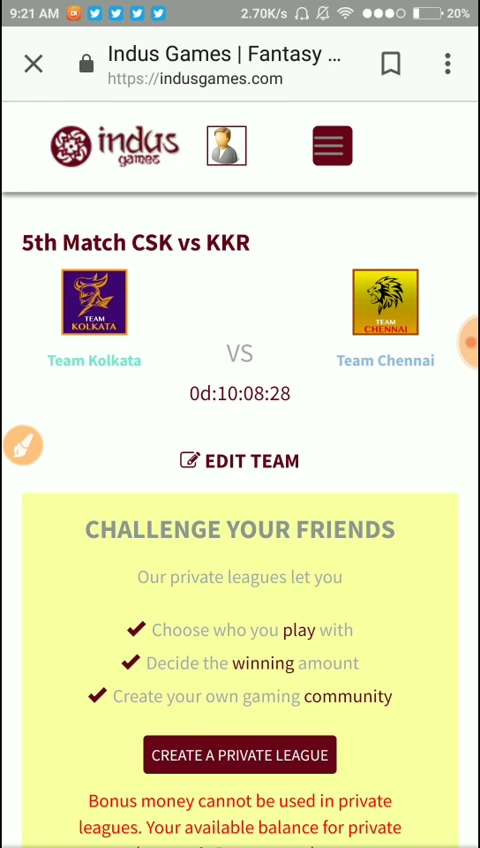 9:21 AM 2.70K/s 20%
Indus Games | Fantasy ...
https://indusgames.com
indus
games
5th Match CSK vs KKR
TEAM
KOLKATA
TEAM
CHENNAI
Team Kolkata VS Team Chennai
0d:10:08:28
EDIT TEAM
CHALLENGE YOUR FRIENDS
Our private leagues let you
Choose who you play with
Decide the winning amount
Create your own gaming community
CREATE A PRIVATE LEAGUE
Bonus money cannot be used in private
leagues. Your available balance for private